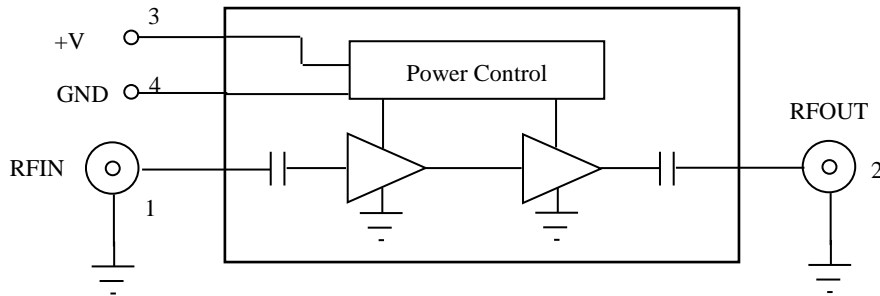 3
+V
Power Control
4
GND
RFOUT
RFIN
2
1